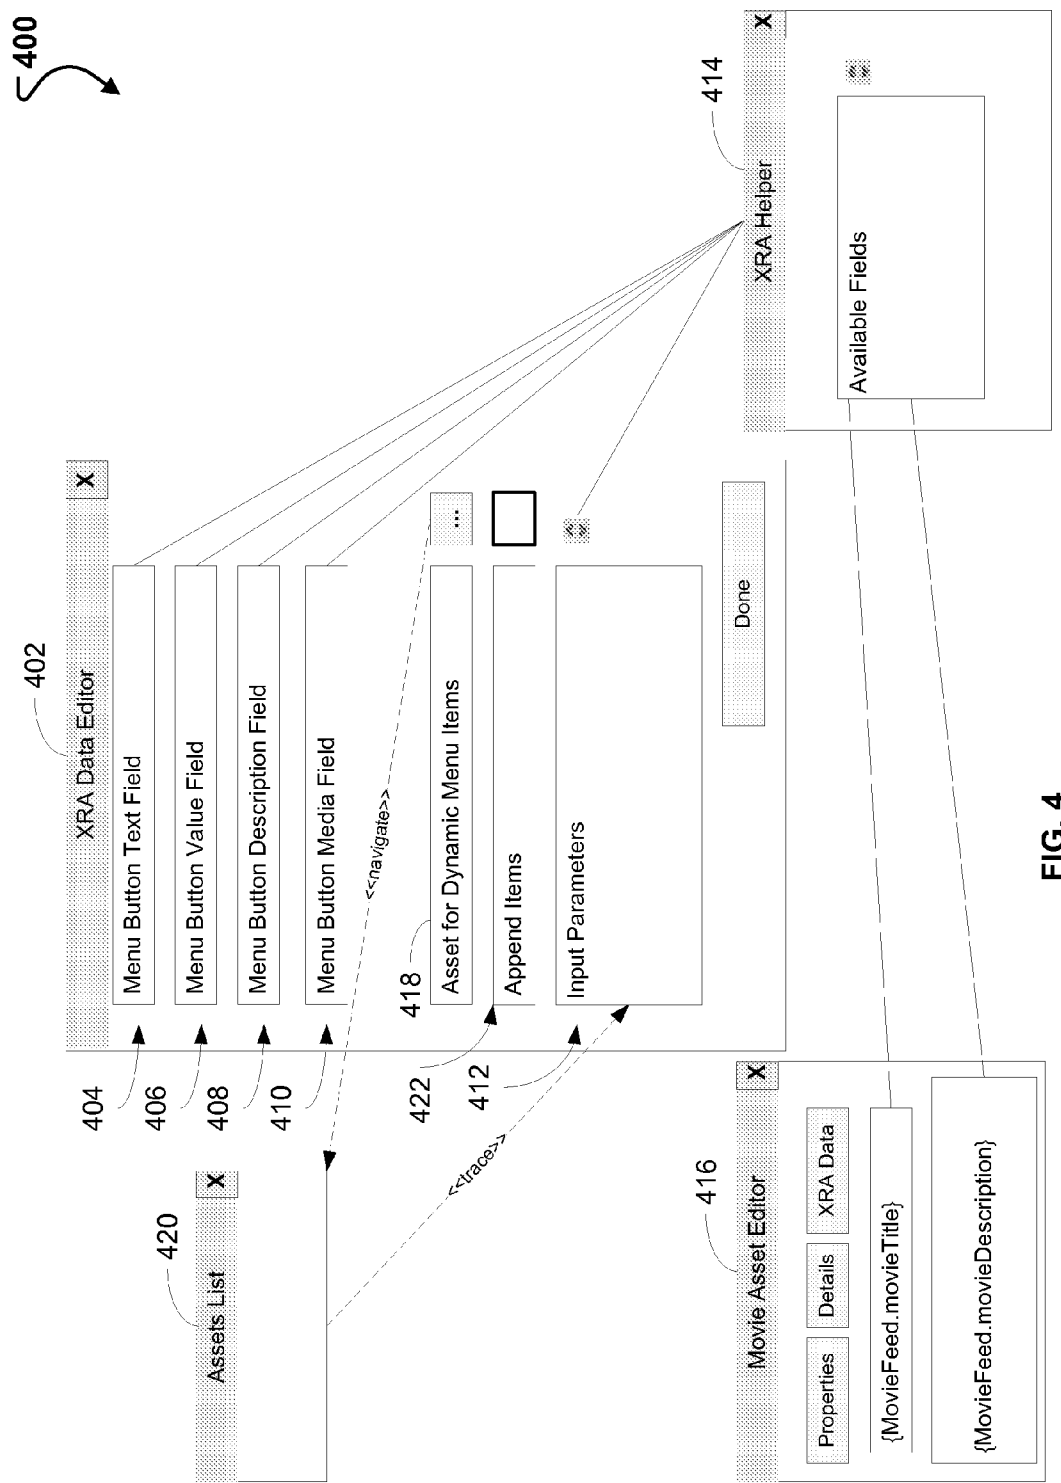 400
402
XRA Data Editor
X
404
Menu Button Text Field
406
Menu Button Value Field
408
Menu Button Description Field
410
Menu Button Media Field
420
Assets List
X
<<navigate>>
418
Asset for Dynamic Menu Items
...
422
Append Items
412
Input Parameters
<<trace>>
Done
416
Movie Asset Editor
X
Properties
Details
XRA Data
{MovieFeed.movieTitle}
{MovieFeed.movieDescription}
414
XRA Helper
X
Available Fields
FIG. 4